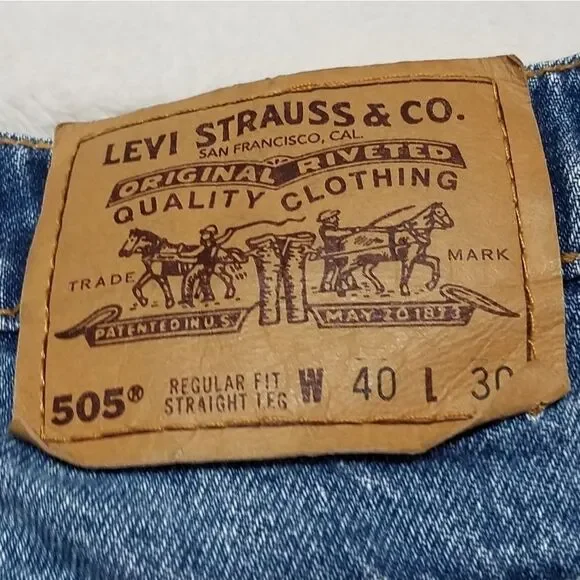 LEVI STRAUSS & CO.
SAN FRANCISCO, CAL.
ORIGINAL RIVETED
QUALITY CLOTHING
TRADE MARK
PATENTED IN U.S. MAY 20 1873
505® REGULAR FIT STRAIGHT LEG W 40 L 30